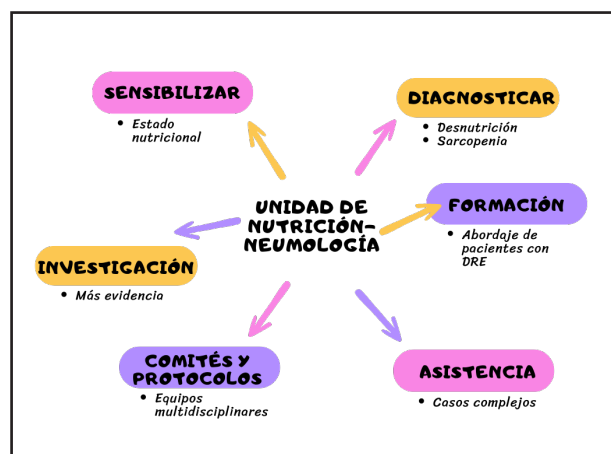 SENSIBILIZAR
• Estado
nutricional
DIAGNOSTICAR
• Desnutrición
• Sarcopenia
UNIDAD DE
NUTRICIÓN-
NEUMOLOGÍA
FORMACIÓN
• Abordaje de
pacientes con
DRE
INVESTIGACIÓN
• Más evidencia
COMITÉS Y
PROTOCOLOS
• Equipos
multidisciplinares
ASISTENCIA
• Casos complejos